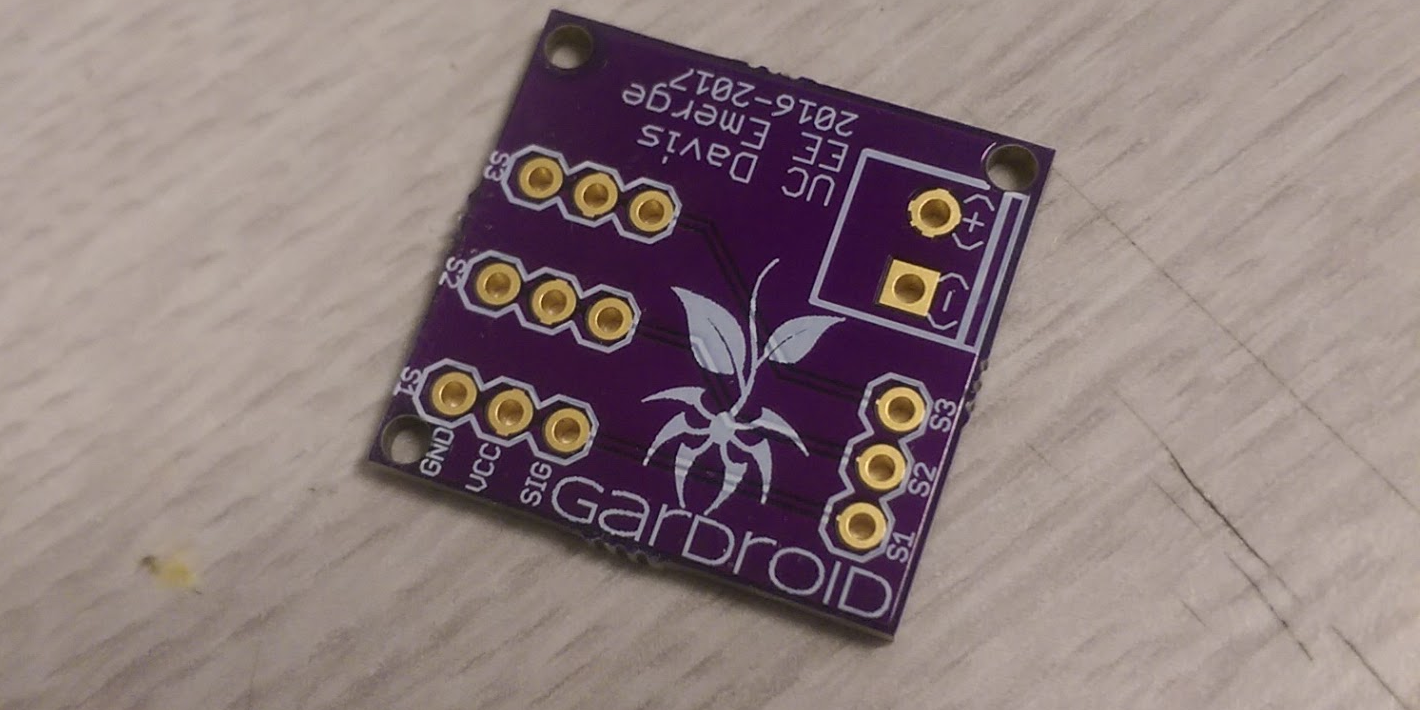 UC Davis
EE Emerge
2016-2017
S3
S2
S1
GND
VCC
SIG
(+)
(-)
S3
S2
S1
GarDroID